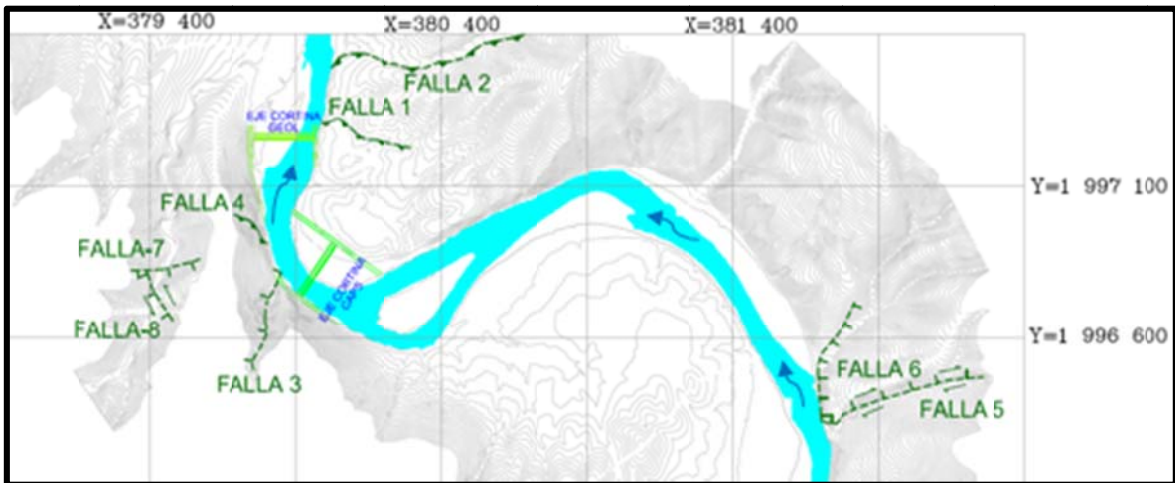 X=379 400
X=380 400
X=381 400
FALLA 2
FALLA 1
EJE CORTINA
GEOL
Y=1 997 100
FALLA 4
FALLA-7
EJE CORTINA
CAPS
FALLA-8
Y=1 996 600
FALLA 3
FALLA 6
FALLA 5